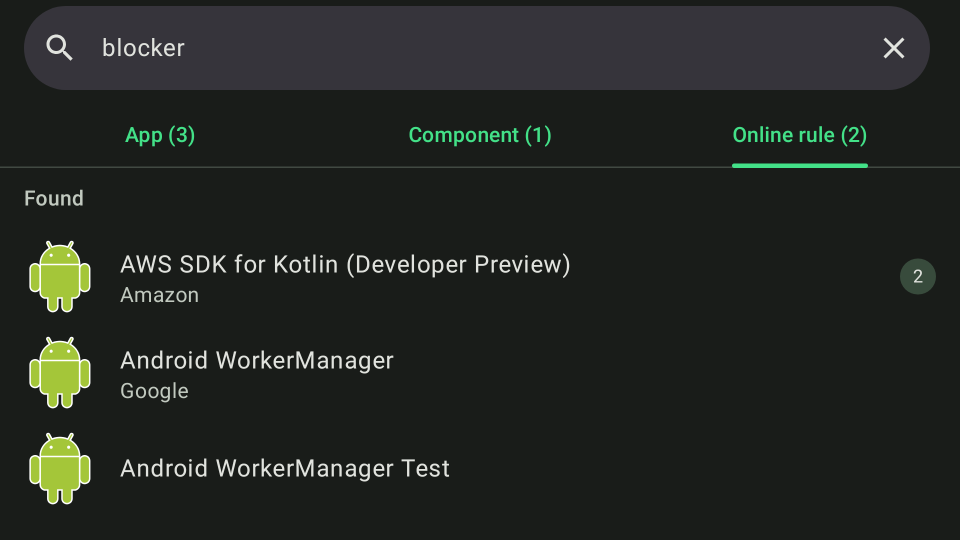 blocker
App (3)
Component (1)
Online rule (2)
Found
AWS SDK for Kotlin (Developer Preview)
Amazon
2
Android WorkerManager
Google
Android WorkerManager Test